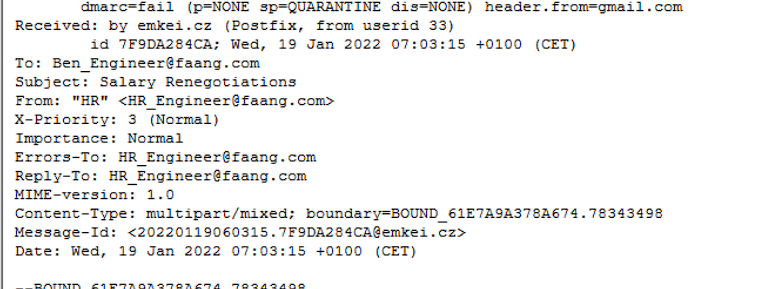 dmarc=fail (p=NONE sp=QUARANTINE dis=NONE) header.from=gmail.com
Received: by emkei.cz (Postfix, from userid 33)
id 7F9DA284CA; Wed, 19 Jan 2022 07:03:15 +0100 (CET)
To: Ben_Engineer@faang.com
Subject: Salary Renegotiations
From: "HR" <HR_Engineer@faang.com>
X-Priority: 3 (Normal)
Importance: Normal
Errors-To: HR_Engineer@faang.com
Reply-To: HR_Engineer@faang.com
MIME-version: 1.0
Content-Type: multipart/mixed; boundary=BOUND_61E7A9A378A674.78343498
Message-Id: <20220119060315.7F9DA284CA@emkei.cz>
Date: Wed, 19 Jan 2022 07:03:15 +0100 (CET)
--BOUND_61E7A9A378A674.78343498